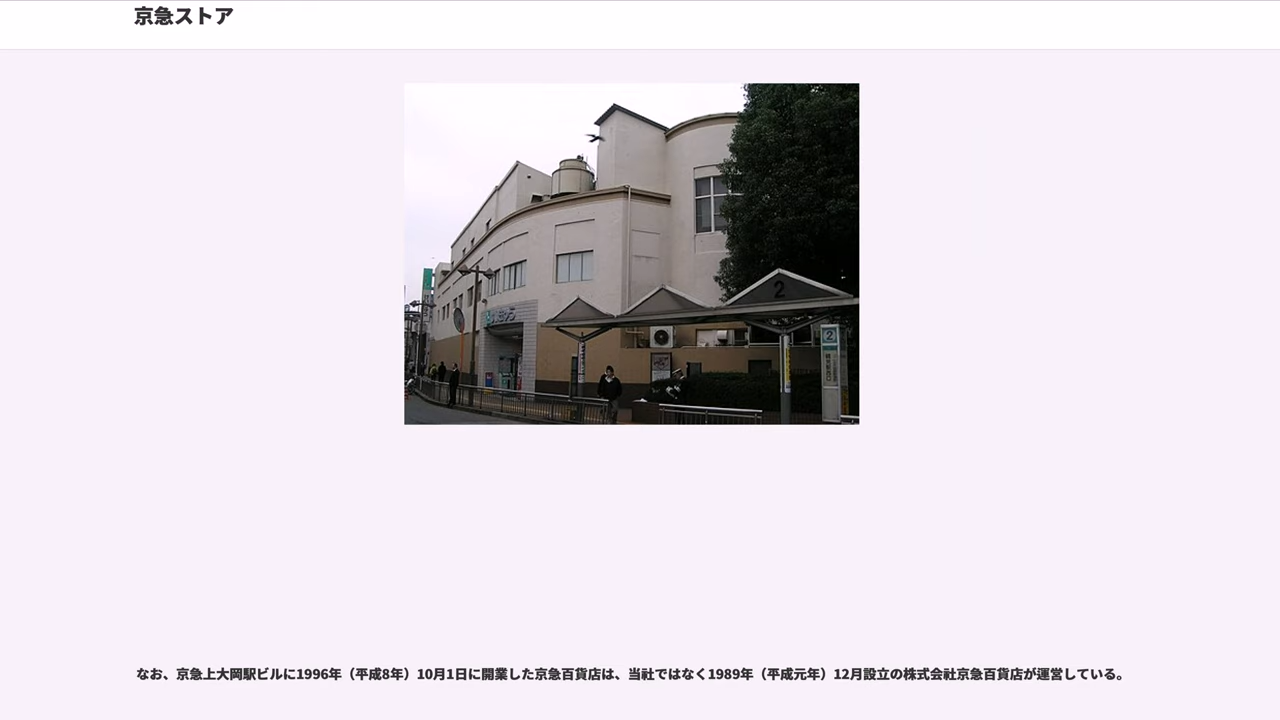 京急ストア
2
2
なお、京急上大岡駅ビルに1996年（平成8年）10月1日に開業した京急百貨店は、当社ではなく1989年（平成元年）12月設立の株式会社京急百貨店が運営している。